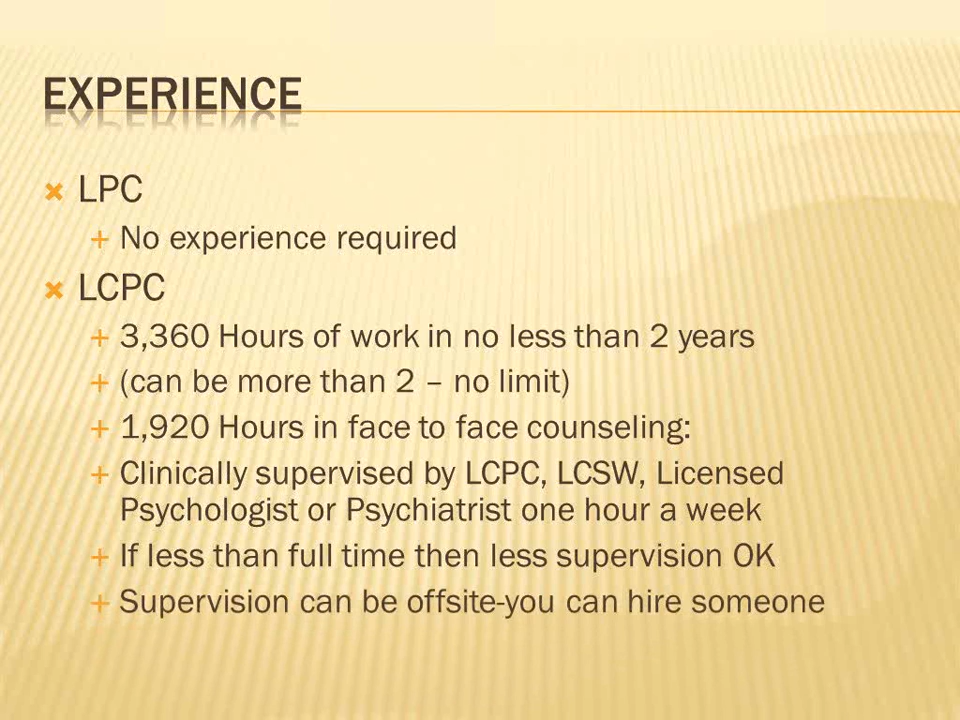 EXPERIENCE
LPC
No experience required
LCPC
3,360 Hours of work in no less than 2 years
(can be more than 2 – no limit)
1,920 Hours in face to face counseling:
Clinically supervised by LCPC, LCSW, Licensed
Psychologist or Psychiatrist one hour a week
If less than full time then less supervision OK
Supervision can be offsite-you can hire someone